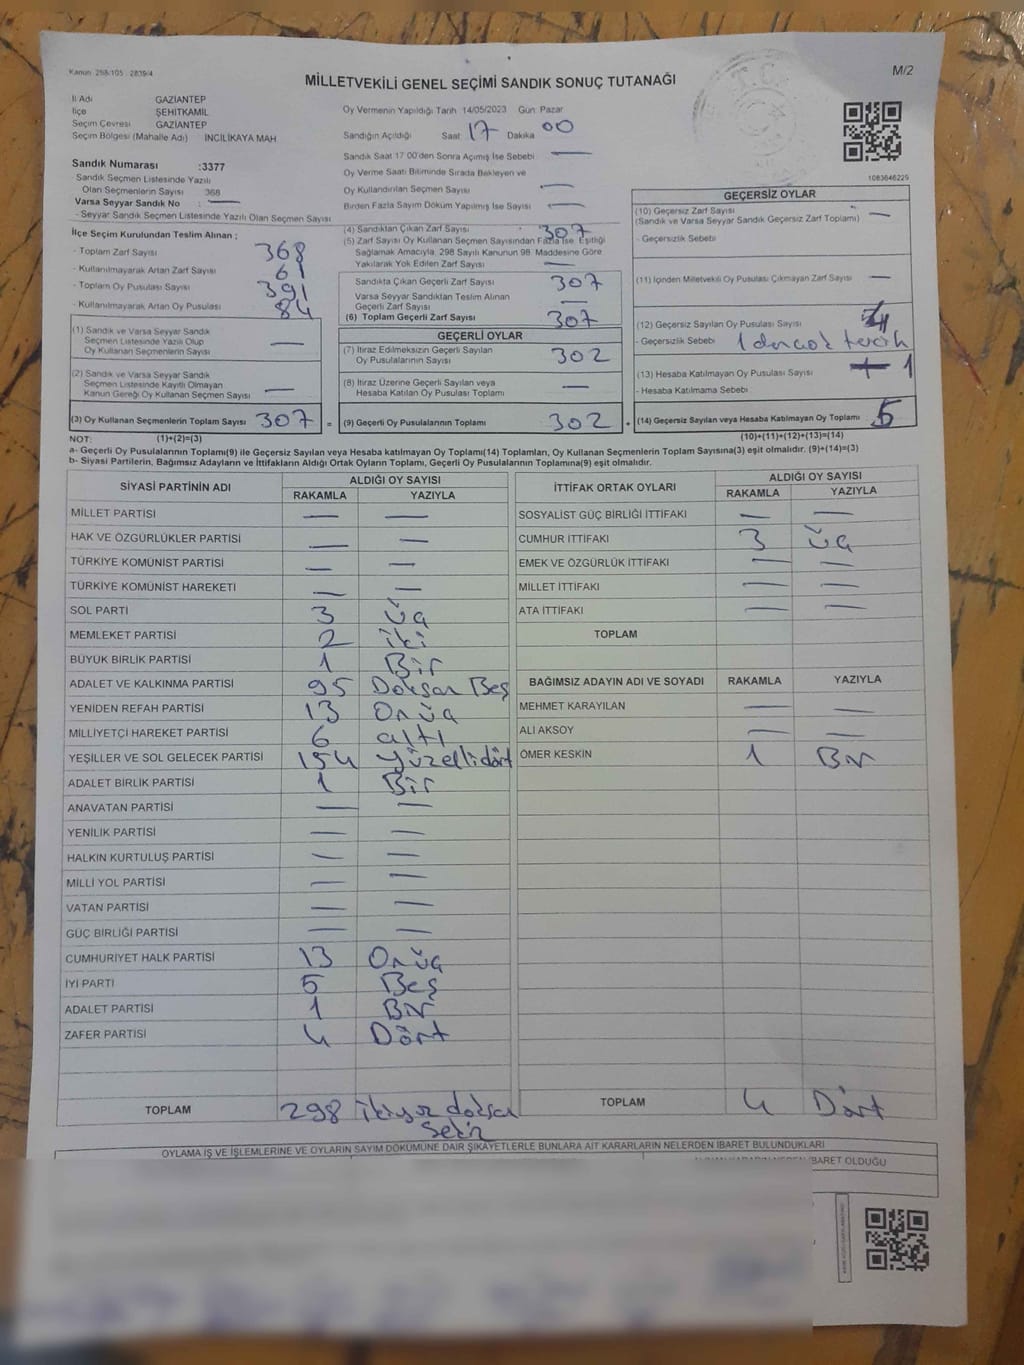 Kanun 298/105 : 2839/4
M/2
MİLLETVEKİLİ GENEL SEÇİMİ SANDIK SONUÇ TUTANAĞI
İl Adı GAZİANTEP
İlçe ŞEHİTKAMİL
Seçim Çevresi GAZİANTEP
Seçim Bölgesi (Mahalle Adı) İNCİLİKAYA MAH
Sandık Numarası :3377
Sandık Seçmen Listesinde Yazılı
Olan Seçmenlerin Sayısı 368
Varsa Seyyar Sandık No : —
- Seyyar Sandık Seçmen Listesinde Yazılı Olan Seçmen Sayısı
Oy Vermenin Yapıldığı Tarih 14/05/2023 Gün: Pazar
Sandığın Açıldığı Saat 17 Dakika 00
Sandık Saat 17:00'den Sonra Açımış İse Sebebi —
Oy Verme Saati Bitiminde Sırada Bekleyen ve
Oy Kullandırılan Seçmen Sayısı —
Birden Fazla Sayım Döküm Yapılmış İse Sayısı —
1083646229
İlçe Seçim Kurulundan Teslim Alınan ;
- Toplam Zarf Sayısı 368
- Kullanılmayarak Artan Zarf Sayısı 61
- Toplam Oy Pusulası Sayısı 391
- Kullanılmayarak Artan Oy Pusulası 84
(1) Sandık ve Varsa Seyyar Sandık
Seçmen Listesinde Yazılı Olup
Oy Kullanan Seçmenlerin Sayısı —
(2) Sandık ve Varsa Seyyar Sandık
Seçmen Listesinde Kayıtlı Olmayan
Kanun Gereği Oy Kullanan Seçmen Sayısı —
(3) Oy Kullanan Seçmenlerin Toplam Sayısı 307 =
(4) Sandıktan Çıkan Zarf Sayısı 307
(5) Zarf Sayısı Oy Kullanan Seçmen Sayısından Fazla İse, Eşitliği
Sağlamak Amacıyla, 298 Sayılı Kanunun 98. Maddesine Göre
Yakılarak Yok Edilen Zarf Sayısı —
Sandıkta Çıkan Geçerli Zarf Sayısı 307
Varsa Seyyar Sandıktan Teslim Alınan
Geçerli Zarf Sayısı —
(6) Toplam Geçerli Zarf Sayısı 307
GEÇERLİ OYLAR
(7) İtiraz Edilmeksizin Geçerli Sayılan
Oy Pusulalarının Sayısı 302
(8) İtiraz Üzerine Geçerli Sayılan veya
Hesaba Katılan Oy Pusulaları Toplamı —
(9) Geçerli Oy Pusulalarının Toplamı 302 +
GEÇERSİZ OYLAR
(10) Geçersiz Zarf Sayısı
(Sandık ve Varsa Seyyar Sandık Geçersiz Zarf Toplamı) —
- Geçersizlik Sebebi
(11) İçinden Milletvekili Oy Pusulası Çıkmayan Zarf Sayısı —
(12) Geçersiz Sayılan Oy Pusulası Sayısı 4
- Geçersizlik Sebebi 1 den çok tercih
(13) Hesaba Katılmayan Oy Pusulası Sayısı 1
- Hesaba Katılmama Sebebi
(14) Geçersiz Sayılan veya Hesaba Katılmayan Oy Toplamı 5
NOT: (1)+(2)=(3)
(10)+(11)+(12)+(13)=(14)
a- Geçerli Oy Pusulalarının Toplamı(9) ile Geçersiz Sayılan veya Hesaba katılmayan Oy Toplamı(14) Toplamları, Oy Kullanan Seçmenlerin Toplam Sayısına(3) eşit olmalıdır. (9)+(14)=(3)
b- Siyasi Partilerin, Bağımsız Adayların ve İttifakların Aldığı Ortak Oyların Toplamı, Geçerli Oy Pusulalarının Toplamına(9) eşit olmalıdır.
SİYASİ PARTİNİN ADI
ALDIĞI OY SAYISI
RAKAMLA YAZIYLA
MİLLET PARTİSİ — —
HAK VE ÖZGÜRLÜKLER PARTİSİ — —
TÜRKİYE KOMÜNİST PARTİSİ — —
TÜRKİYE KOMÜNİST HAREKETİ — —
SOL PARTİ 3 Üç
MEMLEKET PARTİSİ 2 iki
BÜYÜK BİRLİK PARTİSİ 1 Bir
ADALET VE KALKINMA PARTİSİ 95 Doksan Beş
YENİDEN REFAH PARTİSİ 13 Onüç
MİLLİYETÇİ HAREKET PARTİSİ 6 altı
YEŞİLLER VE SOL GELECEK PARTİSİ 154 yüzellidört
ADALET BİRLİK PARTİSİ 1 Bir
ANAVATAN PARTİSİ — —
YENİLİK PARTİSİ — —
HALKIN KURTULUŞ PARTİSİ — —
MİLLİ YOL PARTİSİ — —
VATAN PARTİSİ — —
GÜÇ BİRLİĞİ PARTİSİ — —
CUMHURİYET HALK PARTİSİ 13 Onüç
İYİ PARTİ 5 Beş
ADALET PARTİSİ 1 Bir
ZAFER PARTİSİ 4 Dört
TOPLAM 298 ikiyüz doksan
sekiz
İTTİFAK ORTAK OYLARI
ALDIĞI OY SAYISI
RAKAMLA YAZIYLA
SOSYALİST GÜÇ BİRLİĞİ İTTİFAKI — —
CUMHUR İTTİFAKI 3 Üç
EMEK VE ÖZGÜRLÜK İTTİFAKI — —
MİLLET İTTİFAKI — —
ATA İTTİFAKI — —
TOPLAM
BAĞIMSIZ ADAYIN ADI VE SOYADI RAKAMLA YAZIYLA
MEHMET KARAYILAN — —
ALİ AKSOY — —
ÖMER KESKİN 1 Bir
TOPLAM 4 Dört
OYLAMA İŞ VE İŞLEMLERİNE VE OYLARIN SAYIM DÖKÜMÜNE DAİR ŞİKAYETLERLE BUNLARA AİT KARARLARIN NELERDEN İBARET BULUNDUKLARI
İBARET OLDUĞU